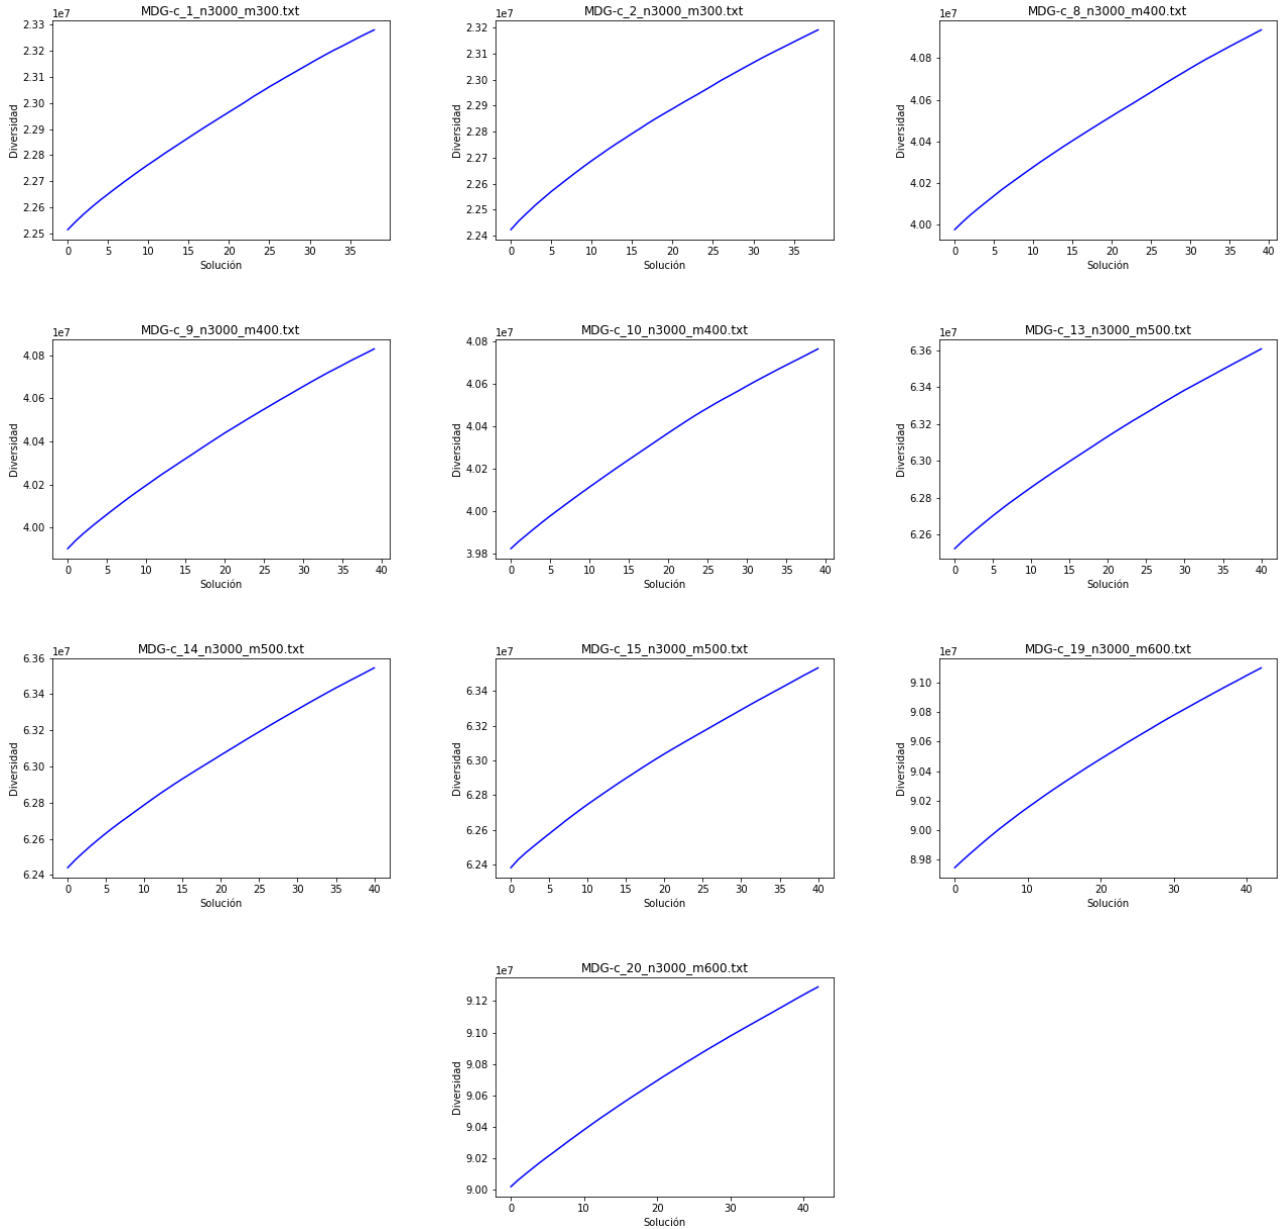 MDG-c_1_n3000_m300.txt
1e7
2.33
2.32
2.31
2.30
2.29
2.28
2.27
2.26
2.25
Diversidad
0 5 10 15 20 25 30 35
Solución
MDG-c_2_n3000_m300.txt
1e7
2.32
2.31
2.30
2.29
2.28
2.27
2.26
2.25
2.24
Diversidad
0 5 10 15 20 25 30 35
Solución
MDG-c_8_n3000_m400.txt
1e7
4.08
4.06
4.04
4.02
4.00
Diversidad
0 5 10 15 20 25 30 35 40
Solución
MDG-c_9_n3000_m400.txt
1e7
4.08
4.06
4.04
4.02
4.00
Diversidad
0 5 10 15 20 25 30 35 40
Solución
MDG-c_10_n3000_m400.txt
1e7
4.08
4.06
4.04
4.02
4.00
3.98
Diversidad
0 5 10 15 20 25 30 35 40
Solución
MDG-c_13_n3000_m500.txt
1e7
6.36
6.34
6.32
6.30
6.28
6.26
Diversidad
0 5 10 15 20 25 30 35 40
Solución
MDG-c_14_n3000_m500.txt
1e7
6.36
6.34
6.32
6.30
6.28
6.26
6.24
Diversidad
0 5 10 15 20 25 30 35 40
Solución
MDG-c_15_n3000_m500.txt
1e7
6.34
6.32
6.30
6.28
6.26
6.24
Diversidad
0 5 10 15 20 25 30 35 40
Solución
MDG-c_19_n3000_m600.txt
1e7
9.10
9.08
9.06
9.04
9.02
9.00
8.98
Diversidad
0 10 20 30 40
Solución
MDG-c_20_n3000_m600.txt
1e7
9.12
9.10
9.08
9.06
9.04
9.02
9.00
Diversidad
0 10 20 30 40
Solución